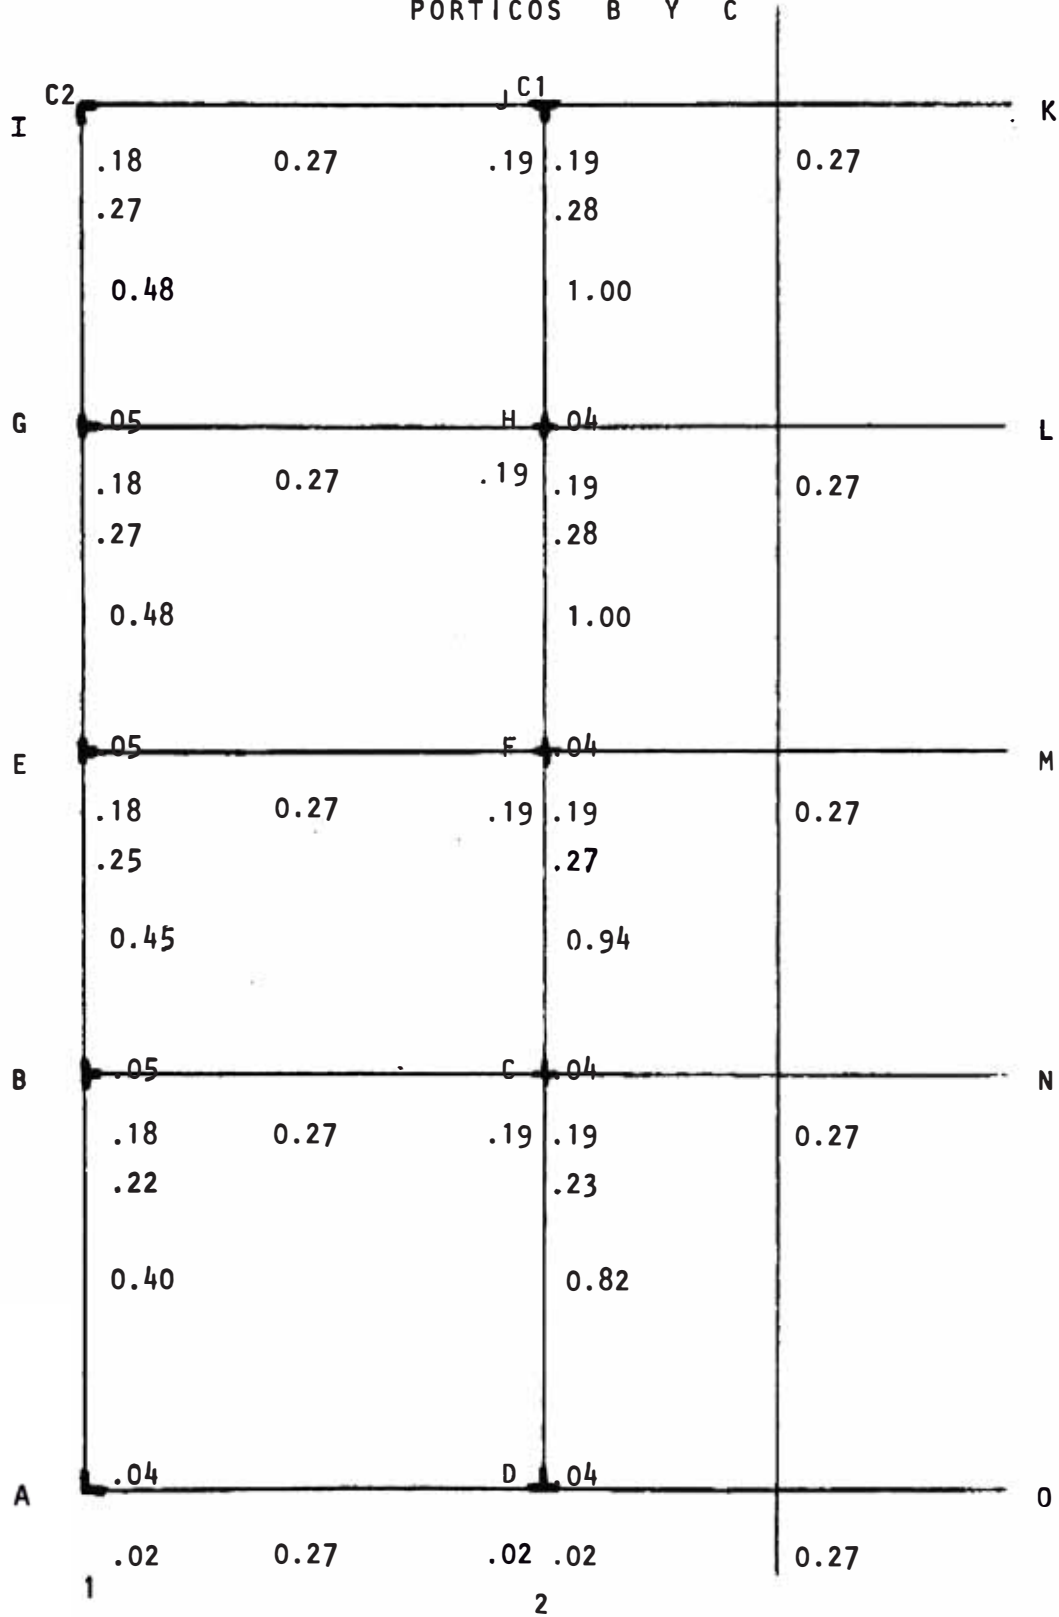 PORTICOS B Y C
C2 J C1
I K
.18 0.27 .19 .19 0.27
.27 .28
0.48 1.00
G .05 H .04 L
.18 0.27 .19 .19 0.27
.27 .28
0.48 1.00
E .05 F .04 M
.18 0.27 .19 .19 0.27
.25 .27
0.45 0.94
B .05 C .04 N
.18 0.27 .19 .19 0.27
.22 .23
0.40 0.82
A .04 D .04 O
.02 0.27 .02 .02 0.27
1 2